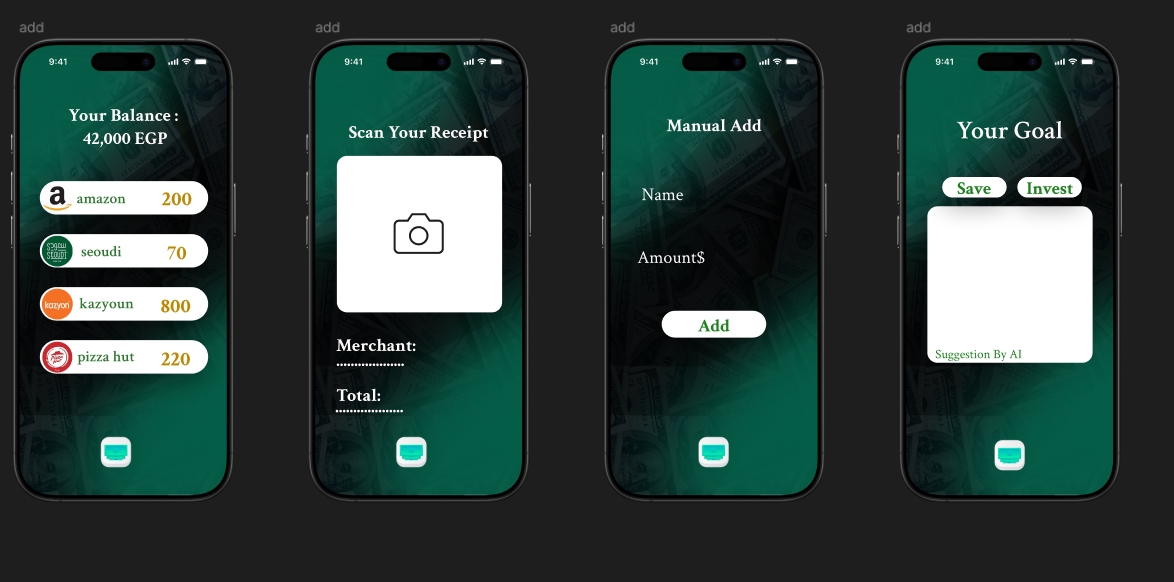 add
9:41
Your Balance :
42,000 EGP
amazon
200
seoudi
70
kazyon
kazyoun
800
pizza hut
220
add
9:41
Scan Your Receipt
Merchant:
Total:
add
9:41
Manual Add
Name
Amount$
Add
add
9:41
Your Goal
Save
Invest
Suggestion By AI